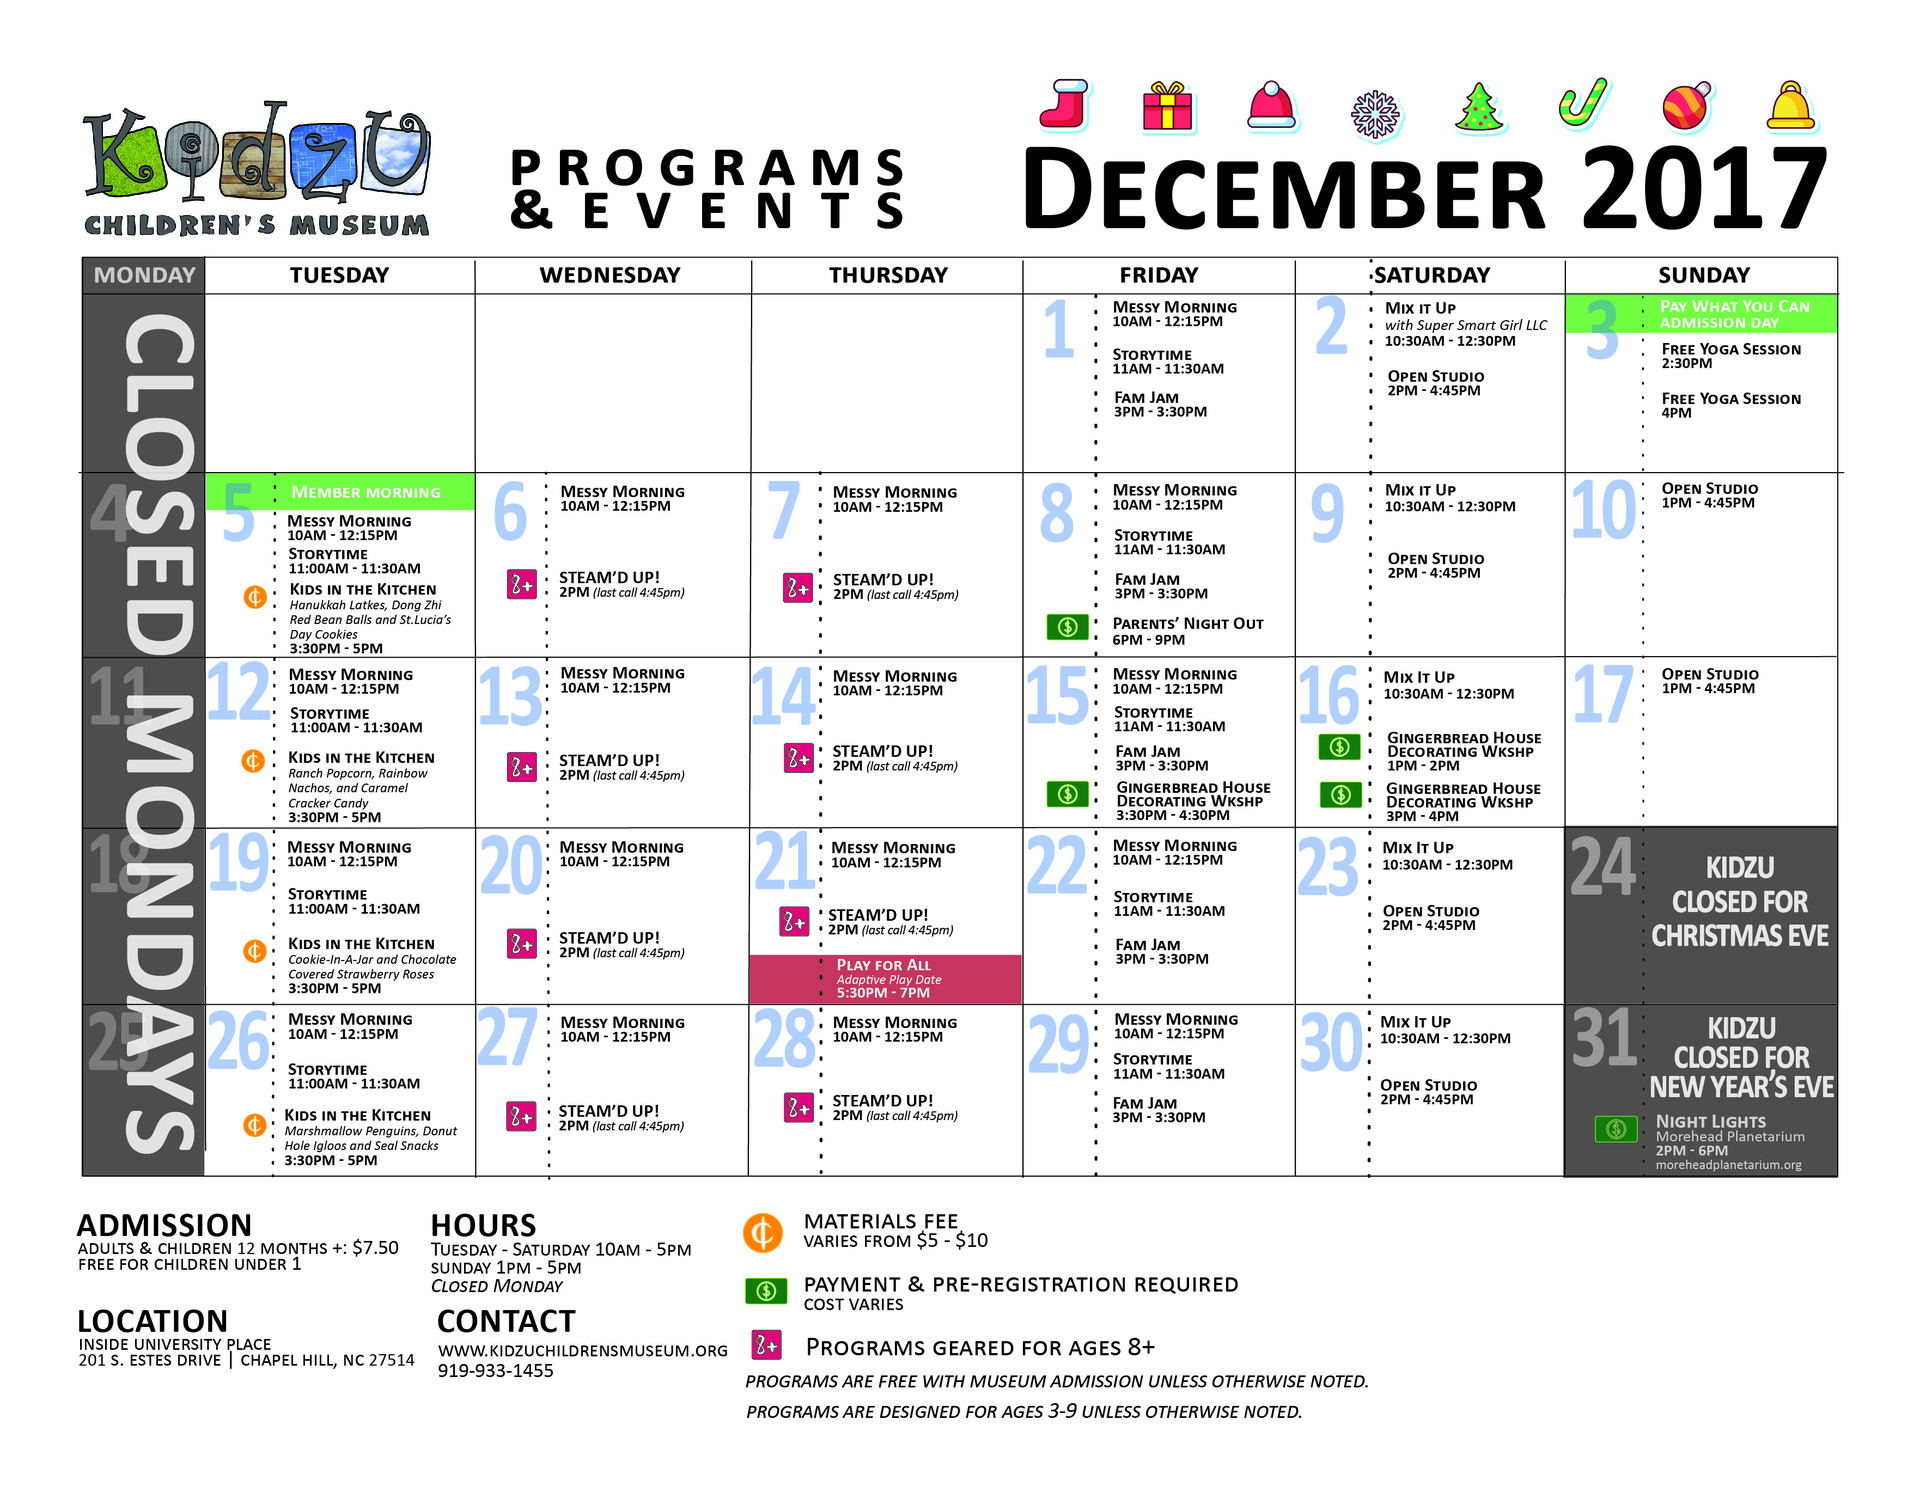 Kidzu
CHILDREN'S MUSEUM
PROGRAMS
& EVENTS
DECEMBER 2017
MONDAY TUESDAY WEDNESDAY THURSDAY FRIDAY SATURDAY SUNDAY
CLOSED MONDAYS
1
MESSY MORNING
10AM - 12:15PM
STORYTIME
11AM - 11:30AM
FAM JAM
3PM - 3:30PM
2
MIX IT UP
with Super Smart Girl LLC
10:30AM - 12:30PM
OPEN STUDIO
2PM - 4:45PM
3
PAY WHAT YOU CAN
ADMISSION DAY
FREE YOGA SESSION
2:30PM
FREE YOGA SESSION
4PM
4
5
MEMBER MORNING
MESSY MORNING
10AM - 12:15PM
STORYTIME
11:00AM - 11:30AM
¢
KIDS IN THE KITCHEN
Hanukkah Latkes, Dong Zhi
Red Bean Balls and St.Lucia's
Day Cookies
3:30PM - 5PM
6
MESSY MORNING
10AM - 12:15PM
8+
STEAM'D UP!
2PM (last call 4:45pm)
7
MESSY MORNING
10AM - 12:15PM
8+
STEAM'D UP!
2PM (last call 4:45pm)
8
MESSY MORNING
10AM - 12:15PM
STORYTIME
11AM - 11:30AM
FAM JAM
3PM - 3:30PM
$
PARENTS' NIGHT OUT
6PM - 9PM
9
MIX IT UP
10:30AM - 12:30PM
OPEN STUDIO
2PM - 4:45PM
10
OPEN STUDIO
1PM - 4:45PM
11
12
MESSY MORNING
10AM - 12:15PM
STORYTIME
11:00AM - 11:30AM
¢
KIDS IN THE KITCHEN
Ranch Popcorn, Rainbow
Nachos, and Caramel
Cracker Candy
3:30PM - 5PM
13
MESSY MORNING
10AM - 12:15PM
8+
STEAM'D UP!
2PM (last call 4:45pm)
14
MESSY MORNING
10AM - 12:15PM
8+
STEAM'D UP!
2PM (last call 4:45pm)
15
MESSY MORNING
10AM - 12:15PM
STORYTIME
11AM - 11:30AM
FAM JAM
3PM - 3:30PM
$
GINGERBREAD HOUSE
DECORATING WKSHP
3:30PM - 4:30PM
16
MIX IT UP
10:30AM - 12:30PM
$
GINGERBREAD HOUSE
DECORATING WKSHP
1PM - 2PM
$
GINGERBREAD HOUSE
DECORATING WKSHP
3PM - 4PM
17
OPEN STUDIO
1PM - 4:45PM
18
19
MESSY MORNING
10AM - 12:15PM
STORYTIME
11:00AM - 11:30AM
¢
KIDS IN THE KITCHEN
Cookie-In-A-Jar and Chocolate
Covered Strawberry Roses
3:30PM - 5PM
20
MESSY MORNING
10AM - 12:15PM
8+
STEAM'D UP!
2PM (last call 4:45pm)
21
MESSY MORNING
10AM - 12:15PM
8+
STEAM'D UP!
2PM (last call 4:45pm)
PLAY FOR ALL
Adaptive Play Date
5:30PM - 7PM
22
MESSY MORNING
10AM - 12:15PM
STORYTIME
11AM - 11:30AM
FAM JAM
3PM - 3:30PM
23
MIX IT UP
10:30AM - 12:30PM
OPEN STUDIO
2PM - 4:45PM
24
KIDZU
CLOSED FOR
CHRISTMAS EVE
25
26
MESSY MORNING
10AM - 12:15PM
STORYTIME
11:00AM - 11:30AM
¢
KIDS IN THE KITCHEN
Marshmallow Penguins, Donut
Hole Igloos and Seal Snacks
3:30PM - 5PM
27
MESSY MORNING
10AM - 12:15PM
8+
STEAM'D UP!
2PM (last call 4:45pm)
28
MESSY MORNING
10AM - 12:15PM
8+
STEAM'D UP!
2PM (last call 4:45pm)
29
MESSY MORNING
10AM - 12:15PM
STORYTIME
11AM - 11:30AM
FAM JAM
3PM - 3:30PM
30
MIX IT UP
10:30AM - 12:30PM
OPEN STUDIO
2PM - 4:45PM
31
KIDZU
CLOSED FOR
NEW YEAR'S EVE
$
NIGHT LIGHTS
Morehead Planetarium
2PM - 6PM
moreheadplanetarium.org
ADMISSION
ADULTS & CHILDREN 12 MONTHS +: $7.50
FREE FOR CHILDREN UNDER 1
LOCATION
INSIDE UNIVERSITY PLACE
201 S. ESTES DRIVE | CHAPEL HILL, NC 27514
HOURS
TUESDAY - SATURDAY 10AM - 5PM
SUNDAY 1PM - 5PM
CLOSED MONDAY
CONTACT
WWW.KIDZUCHILDRENSMUSEUM.ORG
919-933-1455
¢
MATERIALS FEE
VARIES FROM $5 - $10
$
PAYMENT & PRE-REGISTRATION REQUIRED
COST VARIES
8+
PROGRAMS GEARED FOR AGES 8+
PROGRAMS ARE FREE WITH MUSEUM ADMISSION UNLESS OTHERWISE NOTED.
PROGRAMS ARE DESIGNED FOR AGES 3-9 UNLESS OTHERWISE NOTED.